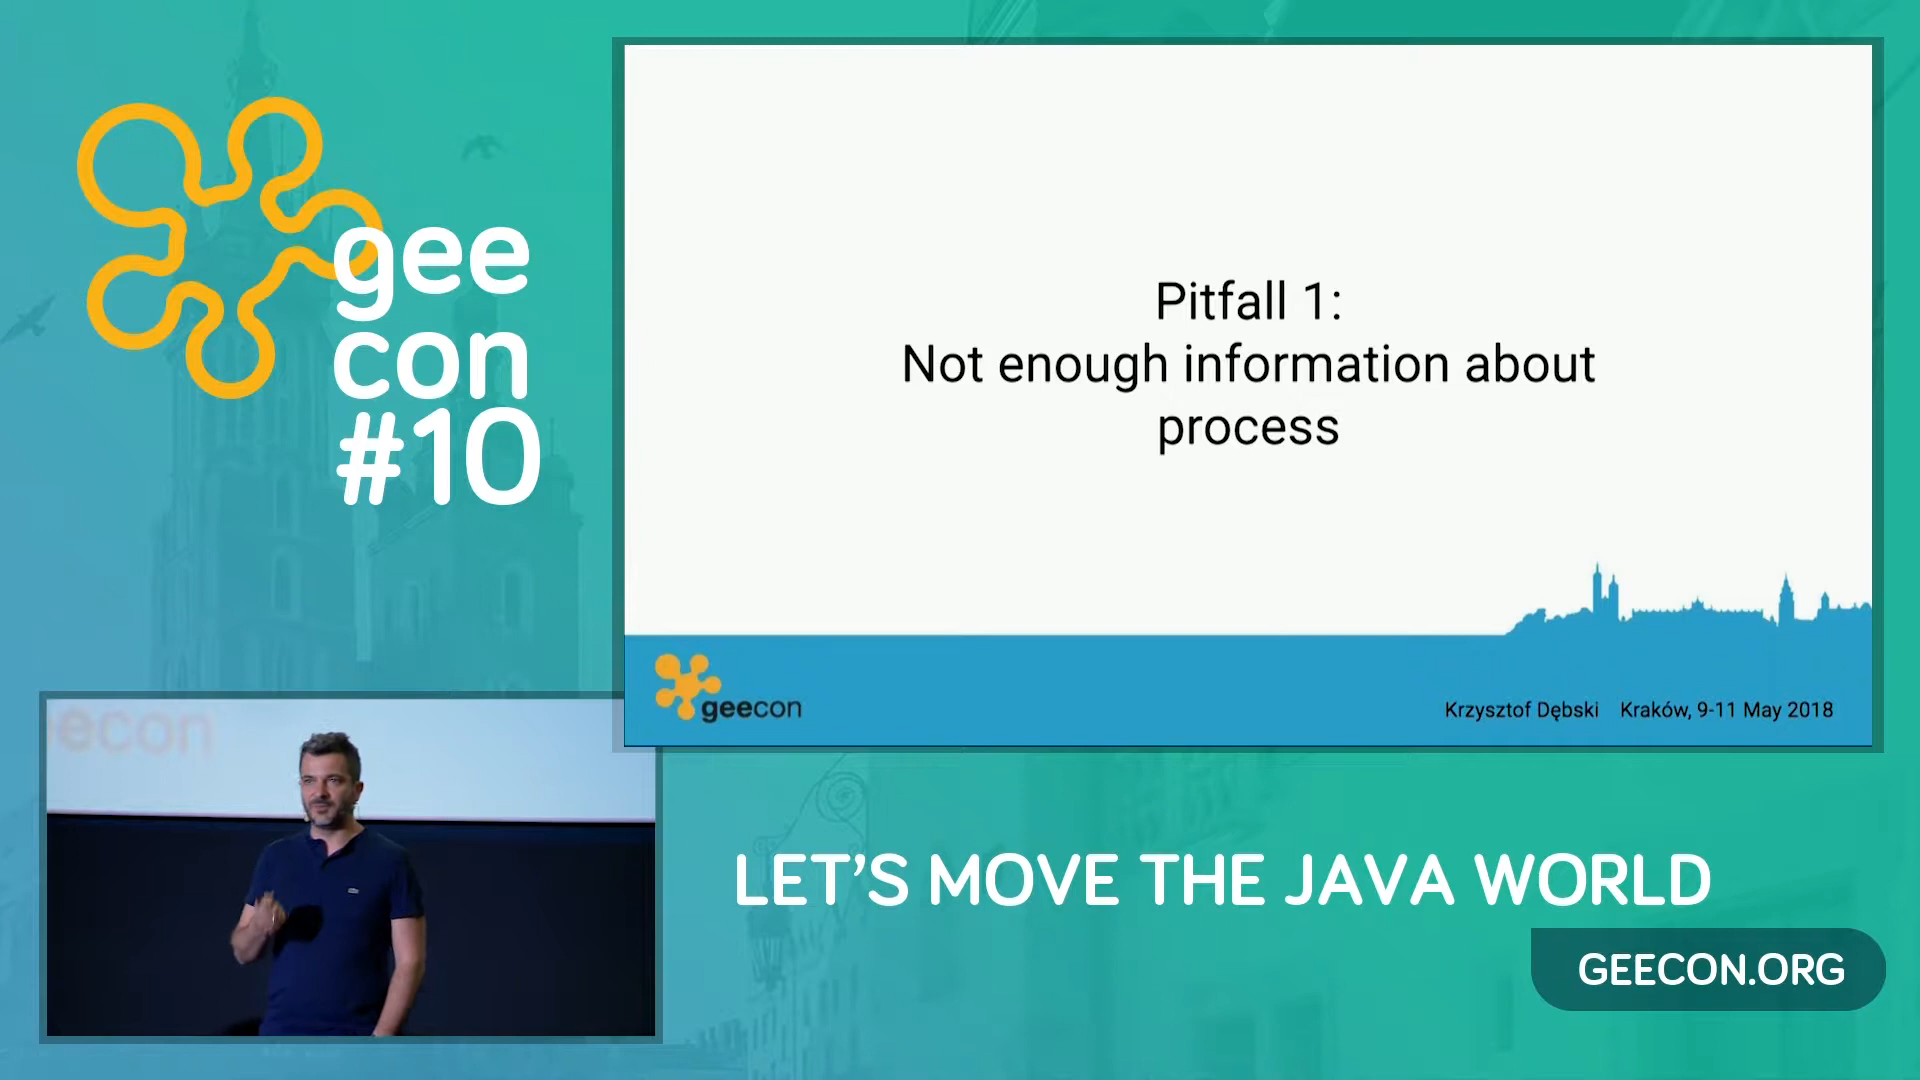 gee
con
#10
Pitfall 1:
Not enough information about
process
geecon
Krzysztof Dębski Kraków, 9-11 May 2018
eecon
LET'S MOVE THE JAVA WORLD
GEECON.ORG